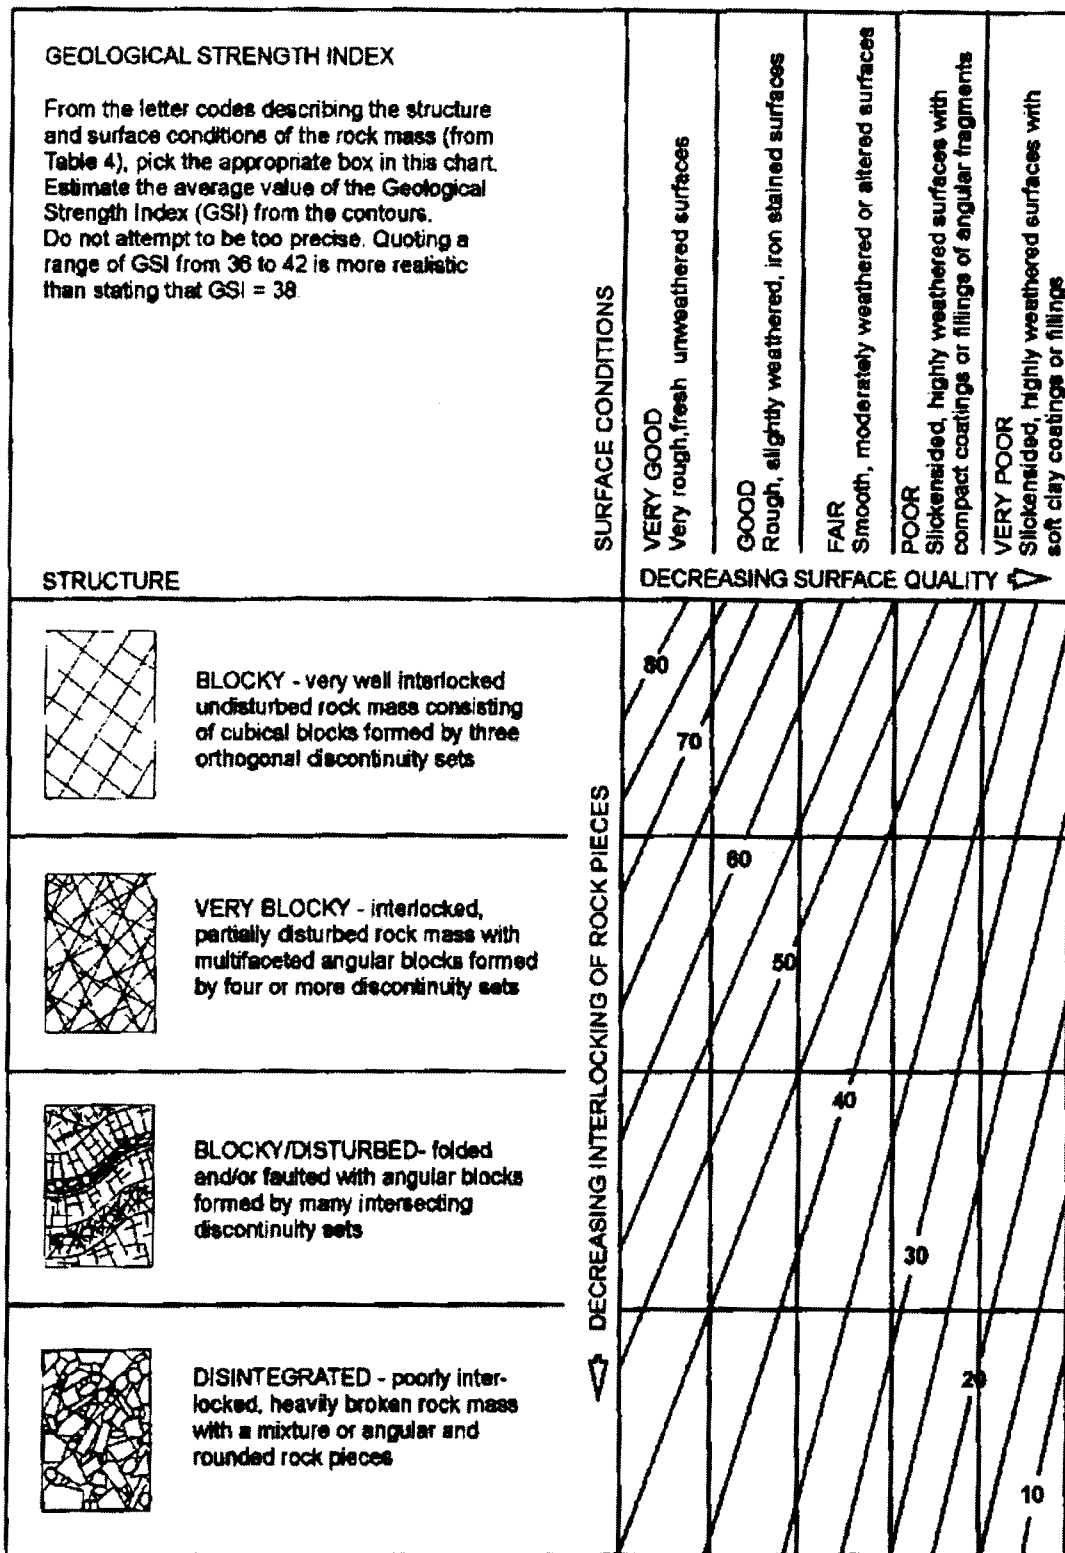 GEOLOGICAL STRENGTH INDEX
From the letter codes describing the structure
and surface conditions of the rock mass (from
Table 4), pick the appropriate box in this chart.
Estimate the average value of the Geological
Strength Index (GSI) from the contours.
Do not attempt to be too precise. Quoting a
range of GSI from 36 to 42 is more realistic
than stating that GSI = 38
STRUCTURE
SURFACE CONDITIONS
VERY GOOD
Very rough,fresh unweathered surfaces
GOOD
Rough, slightly weathered, iron stained surfaces
FAIR
Smooth, moderately weathered or altered surfaces
POOR
Slickensided, highly weathered surfaces with
compact coatings or fillings of angular fragments
VERY POOR
Slickensided, highly weathered surfaces with
soft clay coatings or fillings
DECREASING SURFACE QUALITY
BLOCKY - very well interlocked
undisturbed rock mass consisting
of cubical blocks formed by three
orthogonal discontinuity sets
VERY BLOCKY - interlocked,
partially disturbed rock mass with
multifaceted angular blocks formed
by four or more discontinuity sets
BLOCKY/DISTURBED- folded
and/or faulted with angular blocks
formed by many intersecting
discontinuity sets
DISINTEGRATED - poorly inter-
locked, heavily broken rock mass
with a mixture or angular and
rounded rock pieces
DECREASING INTERLOCKING OF ROCK PIECES
80
70
60
50
40
30
20
10